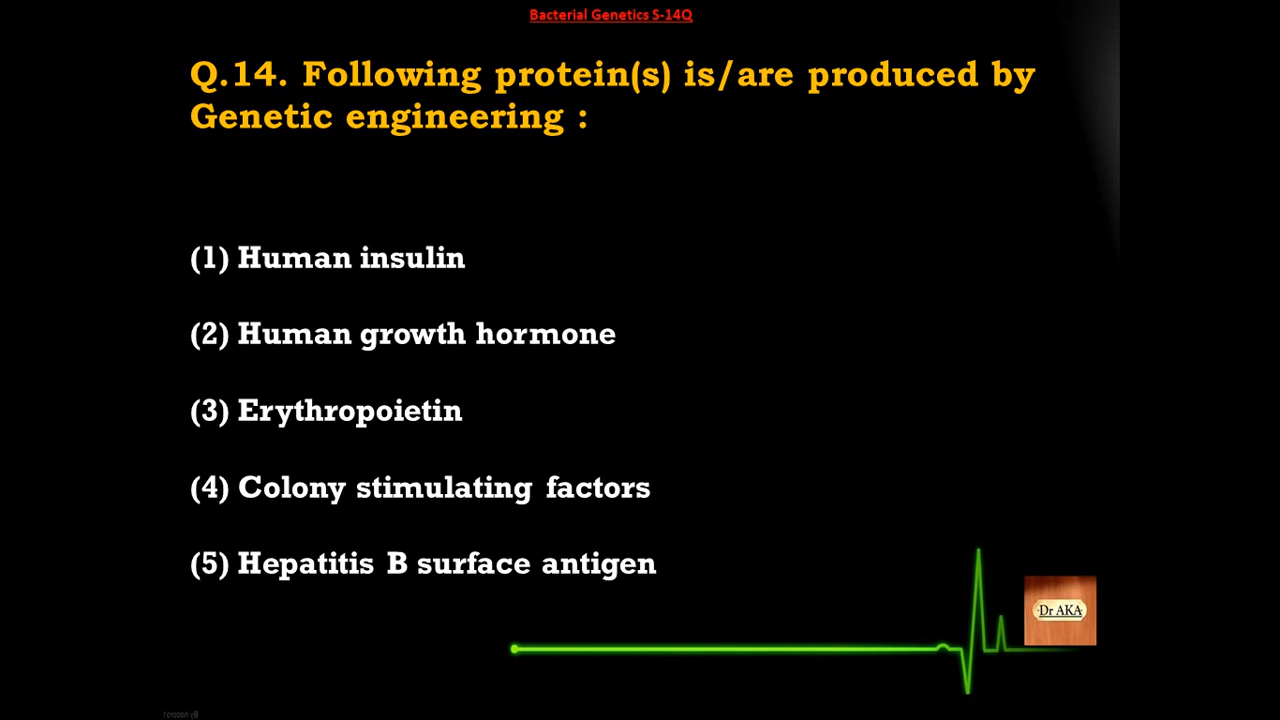 Bacterial Genetics S-14Q
Q.14. Following protein(s) is/are produced by
Genetic engineering :
(1) Human insulin
(2) Human growth hormone
(3) Erythropoietin
(4) Colony stimulating factors
(5) Hepatitis B surface antigen
Dr AKA